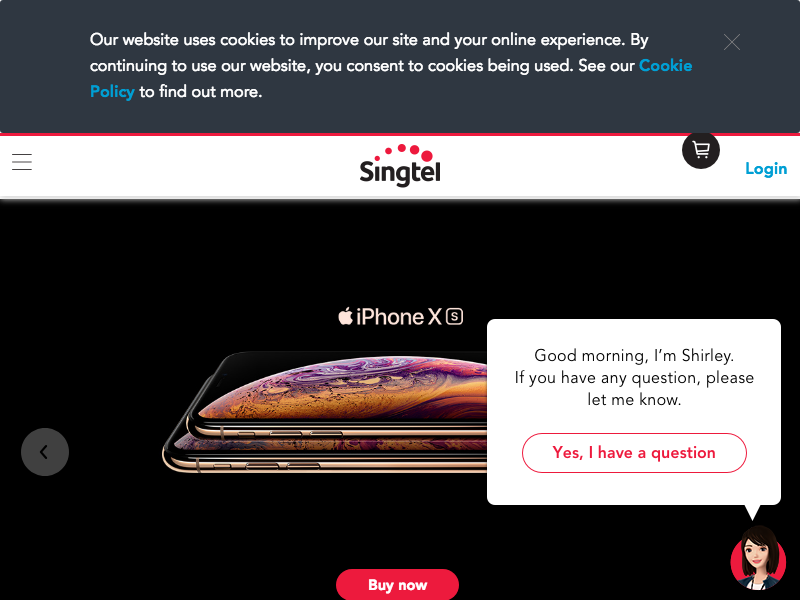 Our website uses cookies to improve our site and your online experience. By
continuing to use our website, you consent to cookies being used. See our Cookie
Policy to find out more.
Singtel
Login
iPhone XS
Good morning, I'm Shirley.
If you have any question, please
let me know.
Yes, I have a question
Buy now